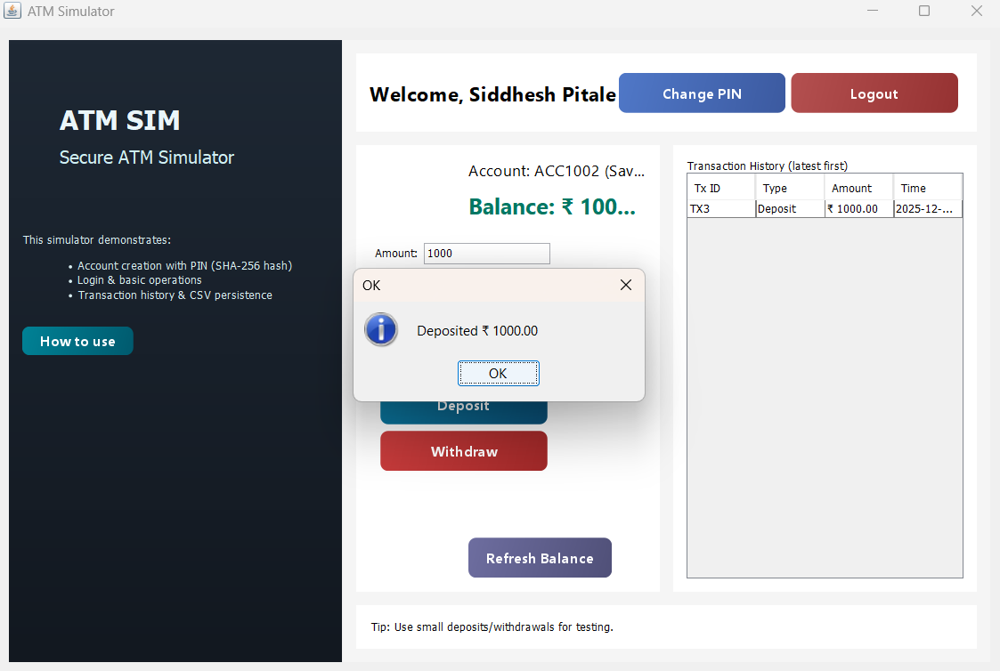 ATM Simulator
ATM SIM
Secure ATM Simulator
This simulator demonstrates:
• Account creation with PIN (SHA-256 hash)
• Login & basic operations
• Transaction history & CSV persistence
How to use
Welcome, Siddhesh Pitale
Change PIN
Logout
Account: ACC1002 (Sav...
Balance: ₹ 100...
Amount: 1000
OK
Deposited ₹ 1000.00
OK
Deposit
Withdraw
Refresh Balance
Transaction History (latest first)
Tx ID Type Amount Time
TX3 Deposit ₹ 1000.00 2025-12-...
Tip: Use small deposits/withdrawals for testing.